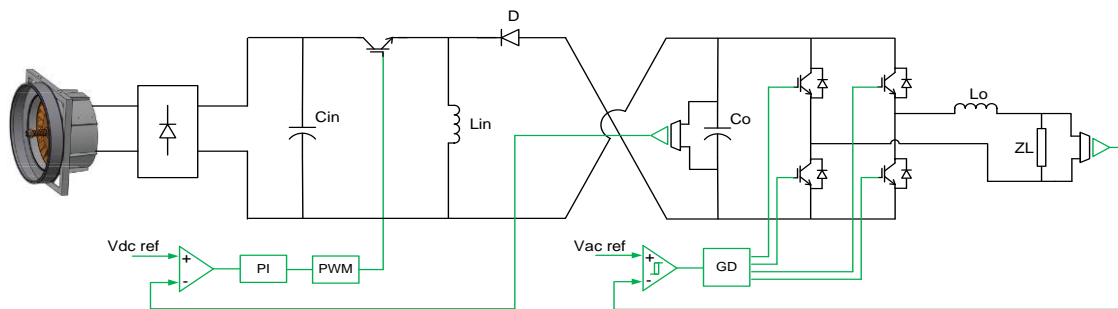 D
Cin
Lin
Co
Lo
ZL
Vdc ref
+
-
PI
PWM
Vac ref
+
-
GD